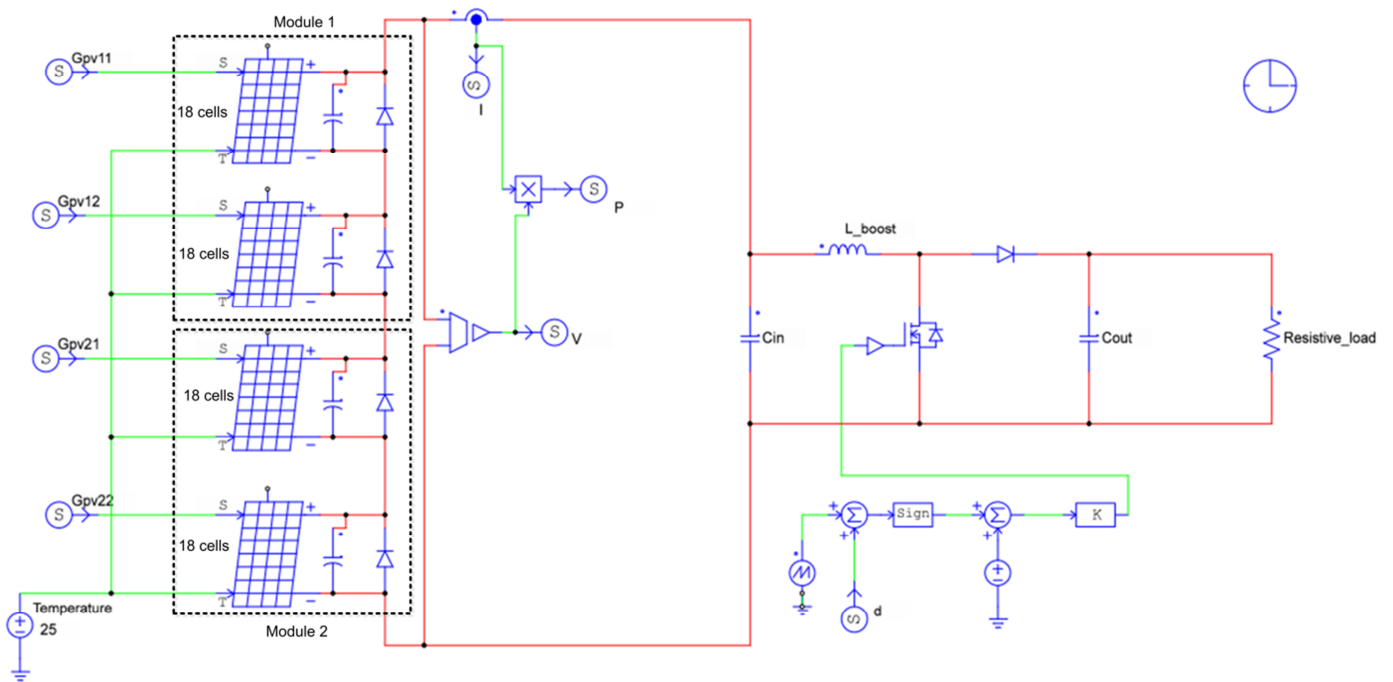 Module 1
Gpv11
S
S
+
18 cells
T
−
I
S
Gpv12
S
S
+
18 cells
T
−
S
P
L_boost
Gpv21
S
S
+
18 cells
T
−
S
V
Cin
Cout
Resistive_load
Gpv22
S
S
+
18 cells
T
−
Temperature
25
Module 2
+
Σ
+
Sign
+
Σ
+
K
S
d